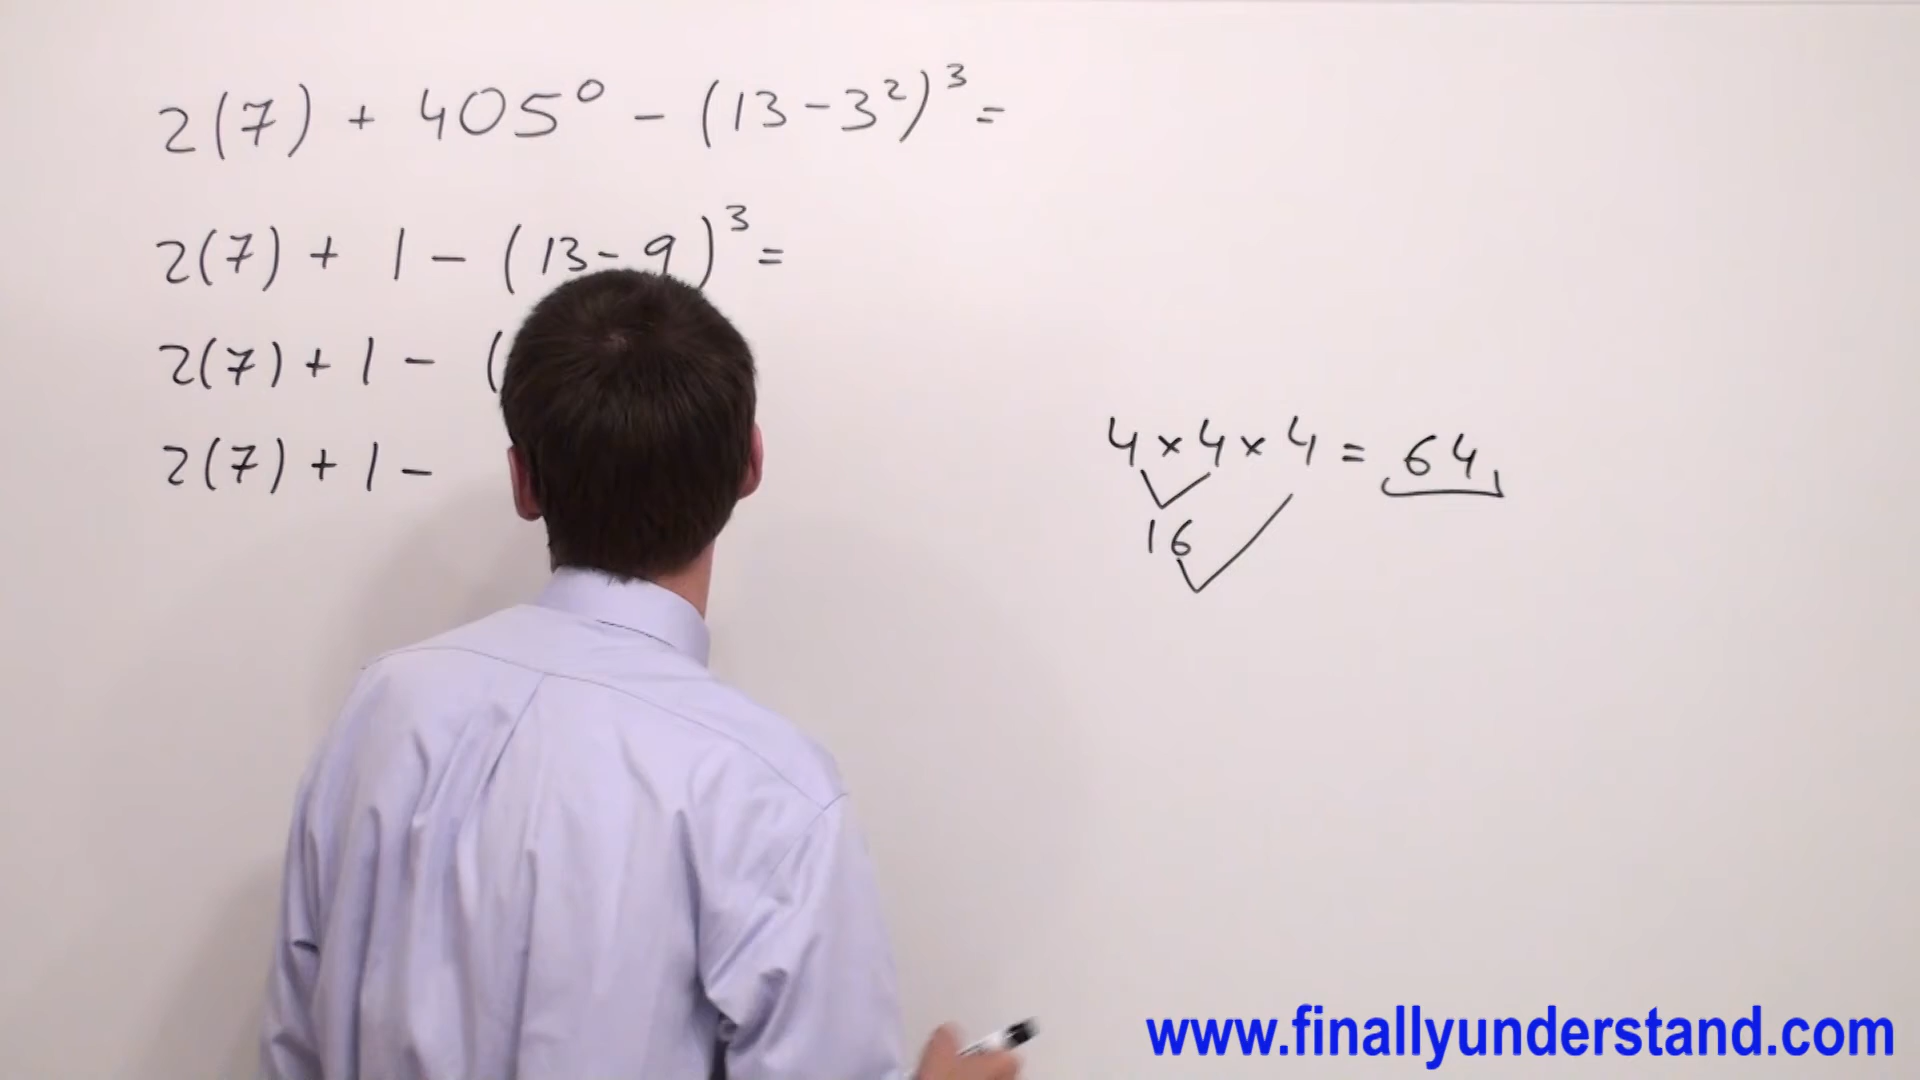 2(7) + 405⁰ - (13-3²)³ =
2(7) + 1 - (13-9)³ =
2(7) + 1 - (
2(7) + 1 -
4 × 4 × 4 = 64
16
www.finallyunderstand.com